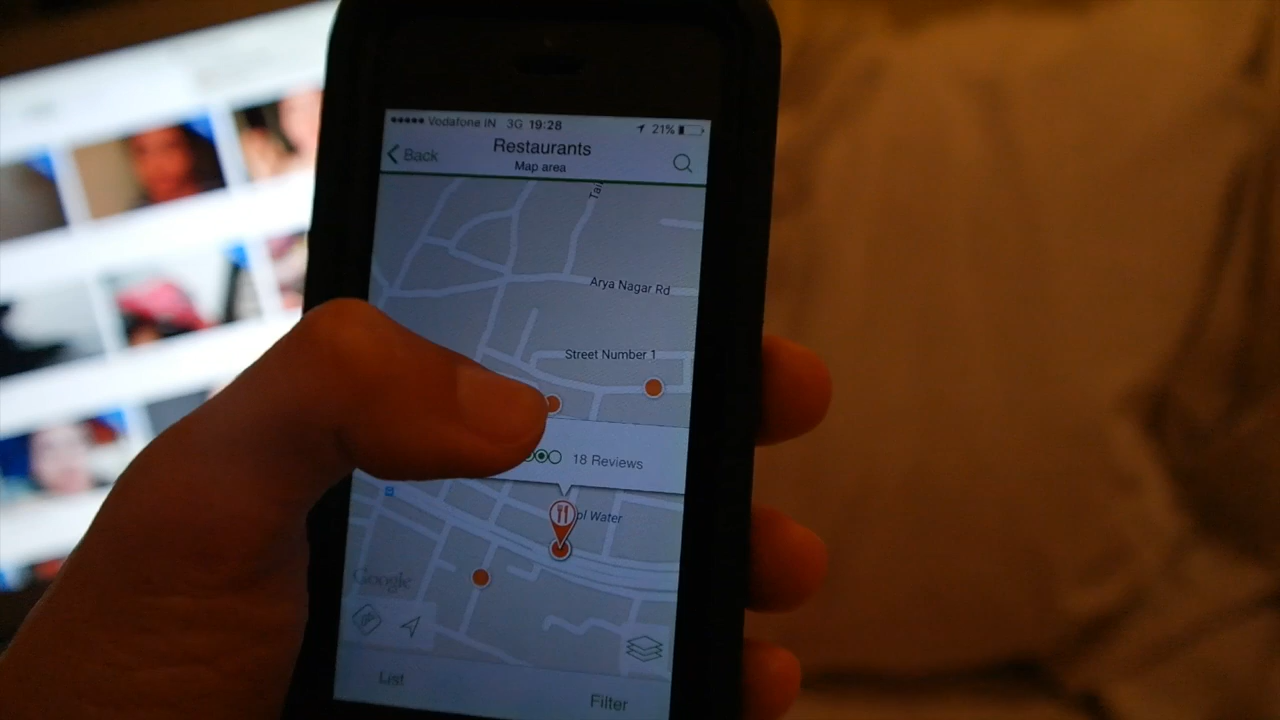 Vodafone IN 3G 19:28 21%
Back
Restaurants
Map area
Arya Nagar Rd
Street Number 1
18 Reviews
Water
Google
List
Filter